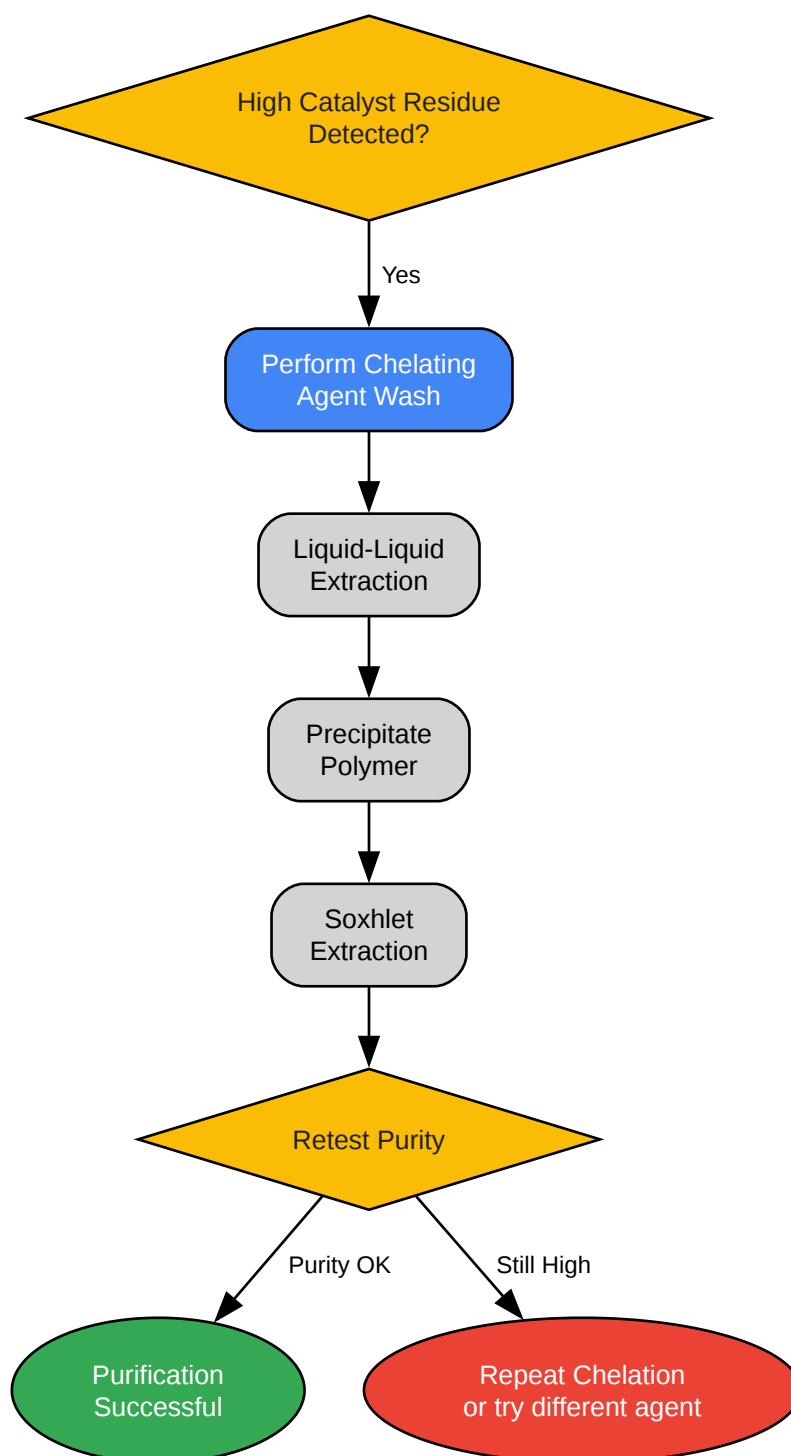 High Catalyst Residue
Detected?
Yes
Perform Chelating
Agent Wash
Liquid-Liquid
Extraction
Precipitate
Polymer
Soxhlet
Extraction
Retest Purity
Purity OK
Still High
Purification
Successful
Repeat Chelation
or try different agent